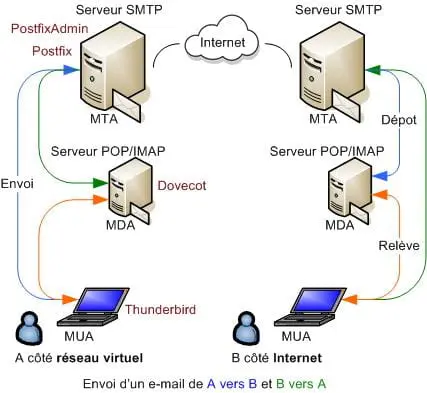 Serveur SMTP
Serveur SMTP
PostfixAdmin
Postfix
Internet
MTA
MTA
Dépot
Serveur POP/IMAP
Serveur POP/IMAP
Envoi
Dovecot
MDA
MDA
Relève
Thunderbird
MUA
MUA
A côté réseau virtuel
B côté Internet
Envoi d'un e-mail de A vers B et B vers A